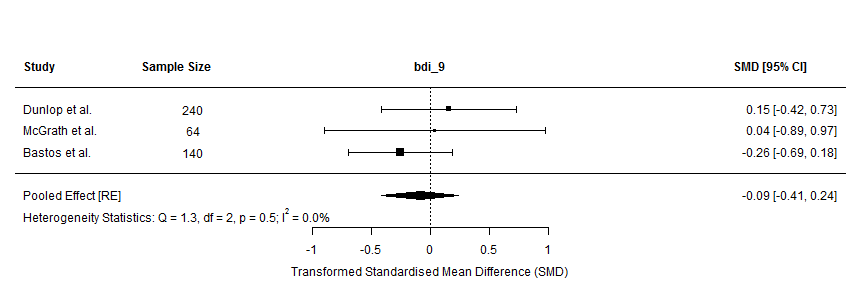 Study Sample Size bdi_9 SMD [95% CI]
Dunlop et al. 240 0.15 [-0.42, 0.73]
McGrath et al. 64 0.04 [-0.89, 0.97]
Bastos et al. 140 -0.26 [-0.69, 0.18]
Pooled Effect [RE] -0.09 [-0.41, 0.24]
Heterogeneity Statistics: Q = 1.3, df = 2, p = 0.5; I² = 0.0%
-1 -0.5 0 0.5 1
Transformed Standardised Mean Difference (SMD)